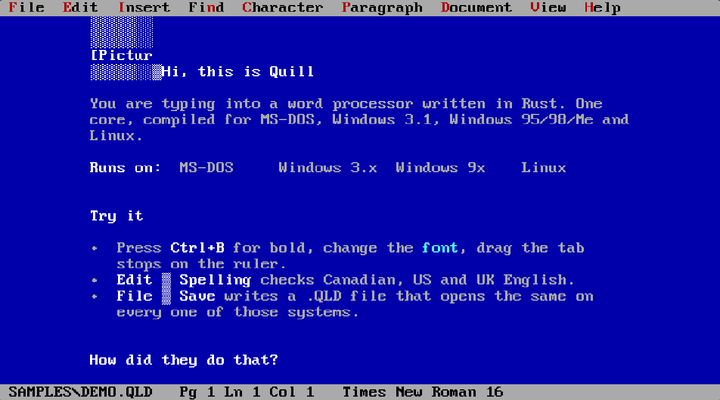 File Edit Insert Find Character Paragraph Document View Help
[Pictur
Hi, this is Quill
You are typing into a word processor written in Rust. One
core, compiled for MS-DOS, Windows 3.1, Windows 95/98/Me and
Linux.
Runs on: MS-DOS Windows 3.x Windows 9x Linux
Try it
• Press Ctrl+B for bold, change the font, drag the tab
stops on the ruler.
• Edit ▒ Spelling checks Canadian, US and UK English.
• File ▒ Save writes a .QLD file that opens the same on
every one of those systems.
How did they do that?
SAMPLES\DEMO.QLD Pg 1 Ln 1 Col 1 Times New Roman 16